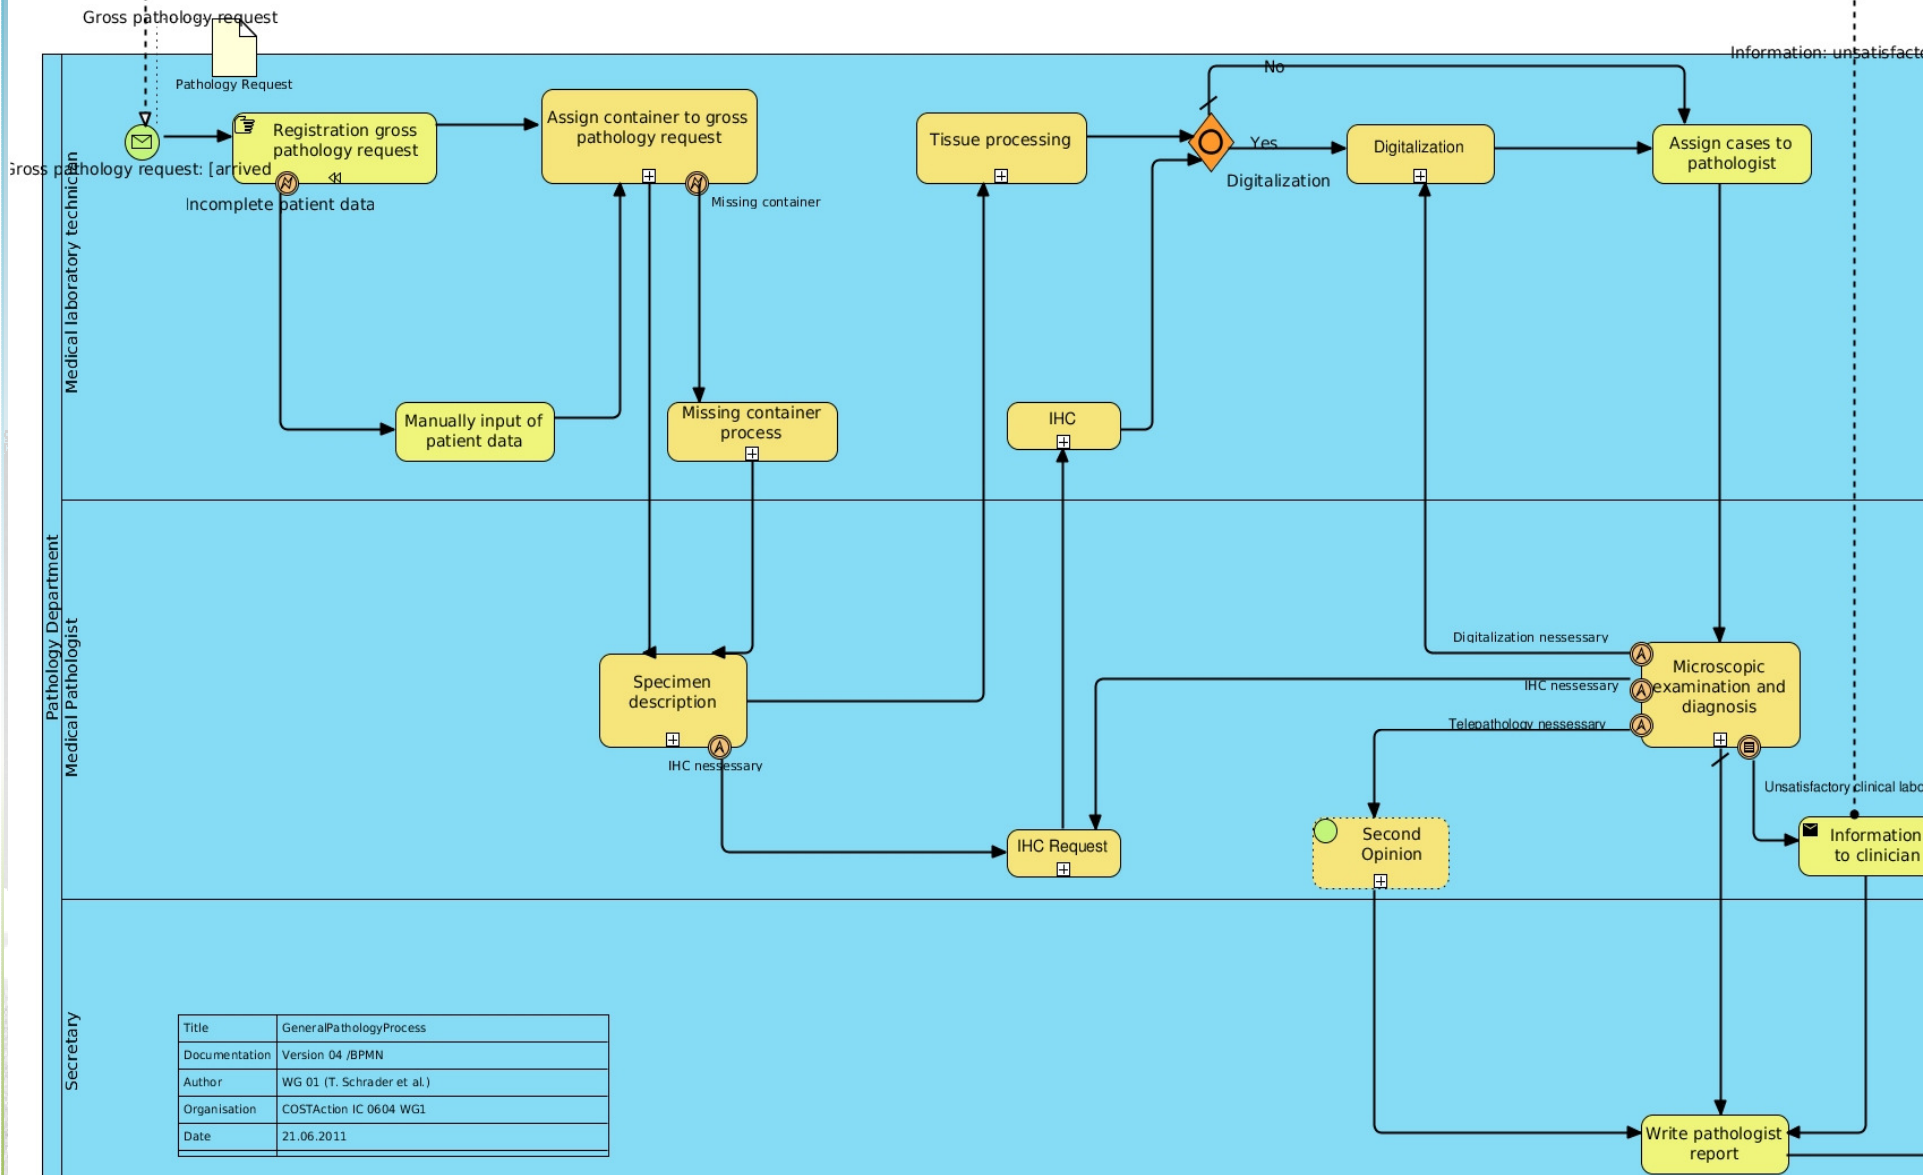 Gross pathology request
Pathology Request
Information: unsatisfacto
No
Registration gross
pathology request
Assign container to gross
pathology request
Tissue processing
Yes
Digitalization
Digitalization
Assign cases to
pathologist
Gross pathology request: [arrived
Incomplete patient data
Missing container
Medical laboratory technician
Manually input of
patient data
Missing container
process
IHC
Pathology Department
Medical Pathologist
Specimen
description
IHC nessessary
Digitalization nessessary
IHC nessessary
Telepathology nessessary
Microscopic
examination and
diagnosis
Unsatisfactory clinical labo
IHC Request
Second
Opinion
Information
to clinician
Secretary
Title GeneralPathologyProcess
Documentation Version 04 /BPMN
Author WG 01 (T. Schrader et al.)
Organisation COSTAction IC 0604 WG1
Date 21.06.2011
Write pathologist
report